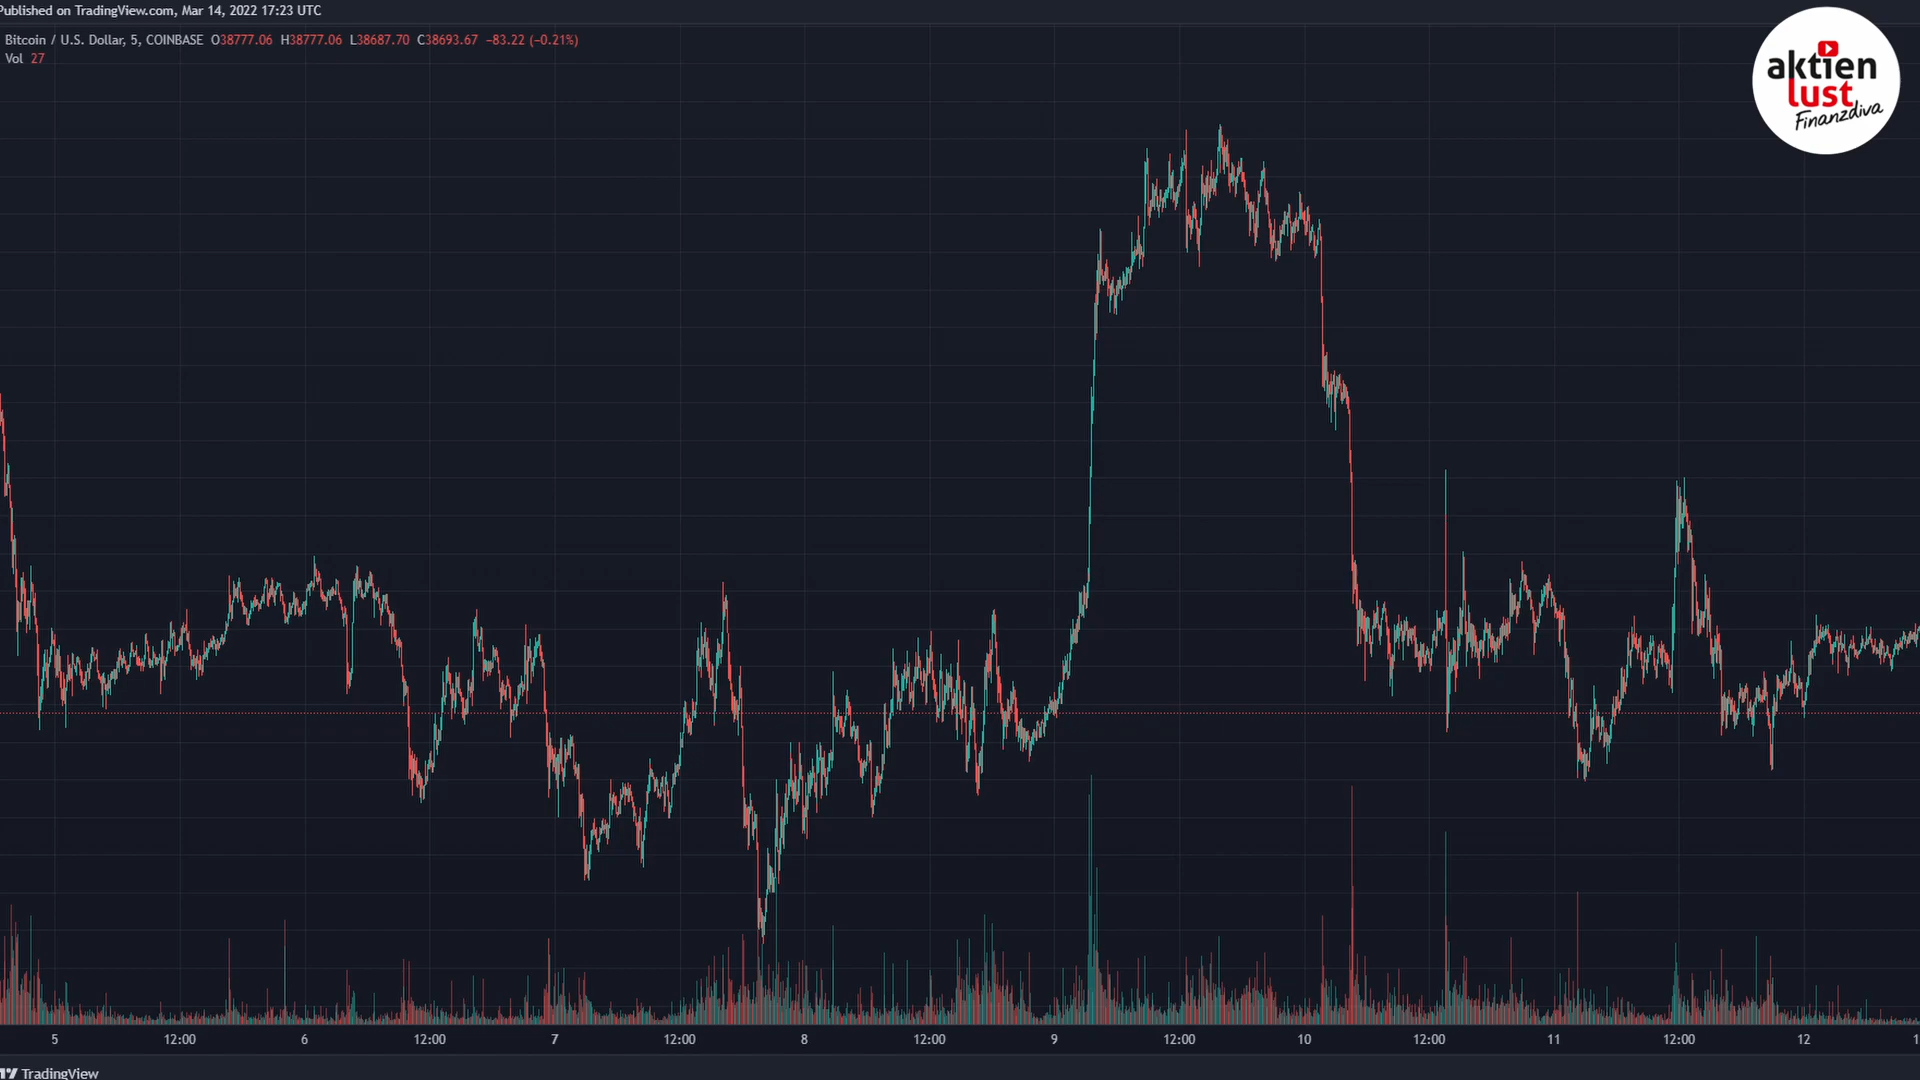 Published on TradingView.com, Mar 14, 2022 17:23 UTC
Bitcoin / U.S. Dollar, 5, COINBASE O38777.06 H38777.06 L38687.70 C38693.67 −83.22 (−0.21%)
Vol 27
aktien
lust
Finanzdiva
5 12:00 6 12:00 7 12:00 8 12:00 9 12:00 10 12:00 11 12:00 12
TradingView